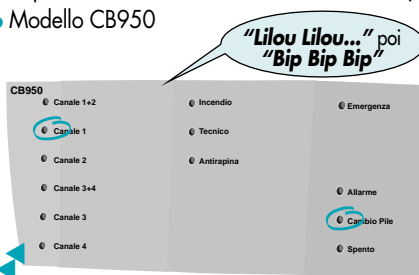 Modello CB950
"Lilou Lilou..." poi
"Bip Bip Bip"
CB950
Canale 1+2
Canale 1
Canale 2
Canale 3+4
Canale 3
Canale 4
Incendio
Tecnico
Antirapina
Emergenza
Allarme
Cambio Pile
Spento